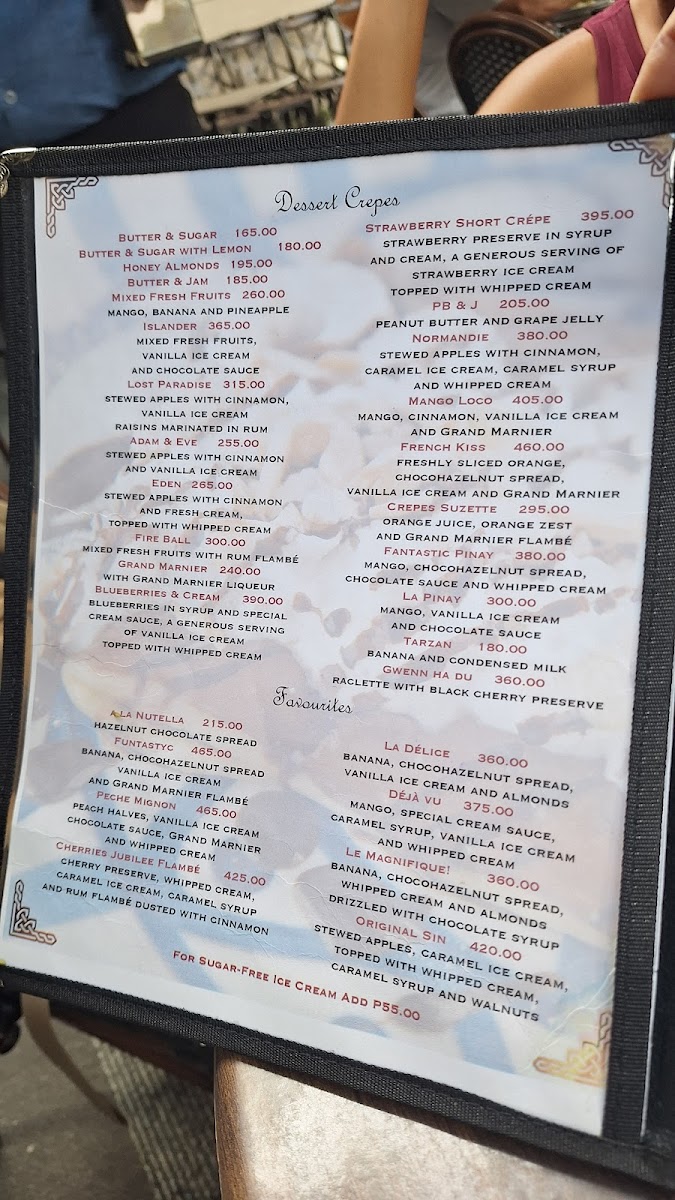 Dessert Crepes
Butter & Sugar 165.00
Butter & Sugar with Lemon 180.00
Honey Almonds 195.00
Butter & Jam 185.00
Mixed Fresh Fruits 260.00
mango, banana and pineapple
Islander 365.00
mixed fresh fruits,
vanilla ice cream
and chocolate sauce
Lost Paradise 315.00
stewed apples with cinnamon,
vanilla ice cream
raisins marinated in rum
Adam & Eve 255.00
stewed apples with cinnamon
and vanilla ice cream
Eden 265.00
stewed apples with cinnamon
and fresh cream,
topped with whipped cream
Fire Ball 300.00
mixed fresh fruits with rum flambé
Grand Marnier 240.00
with Grand Marnier Liqueur
Blueberries & Cream 390.00
blueberries in syrup and special
cream sauce, a generous serving
of vanilla ice cream
topped with whipped cream
Strawberry Short Crépe 395.00
strawberry preserve in syrup
and cream, a generous serving of
strawberry ice cream
topped with whipped cream
PB & J 205.00
peanut butter and grape jelly
Normandie 380.00
stewed apples with cinnamon,
caramel ice cream, caramel syrup
and whipped cream
Mango Loco 405.00
mango, cinnamon, vanilla ice cream
and Grand Marnier
French Kiss 460.00
freshly sliced orange,
chocohazelnut spread,
vanilla ice cream and Grand Marnier
Crepes Suzette 295.00
orange juice, orange zest
and Grand Marnier flambé
Fantastic Pinay 380.00
mango, chocohazelnut spread,
chocolate sauce and whipped cream
La Pinay 300.00
mango, vanilla ice cream
and chocolate sauce
Tarzan 180.00
banana and condensed milk
Gwenn Ha Du 360.00
raclette with black cherry preserve
Favourites
A La Nutella 215.00
hazelnut chocolate spread
Funtastyc 465.00
banana, chocohazelnut spread
vanilla ice cream
and Grand Marnier flambé
Peche Mignon 465.00
peach halves, vanilla ice cream
chocolate sauce, Grand Marnier
and whipped cream
Cherries Jubilee Flambé 425.00
cherry preserve, whipped cream,
caramel ice cream, caramel syrup
and rum flambé dusted with cinnamon
La Délice 360.00
banana, chocohazelnut spread,
vanilla ice cream and almonds
Déjà vu 375.00
mango, special cream sauce,
caramel syrup, vanilla ice cream
and whipped cream
Le Magnifique! 360.00
banana, chocohazelnut spread,
whipped cream and almonds
drizzled with chocolate syrup
Original Sin 420.00
stewed apples, caramel ice cream,
topped with whipped cream,
caramel syrup and walnuts
For Sugar-Free Ice Cream Add P55.00